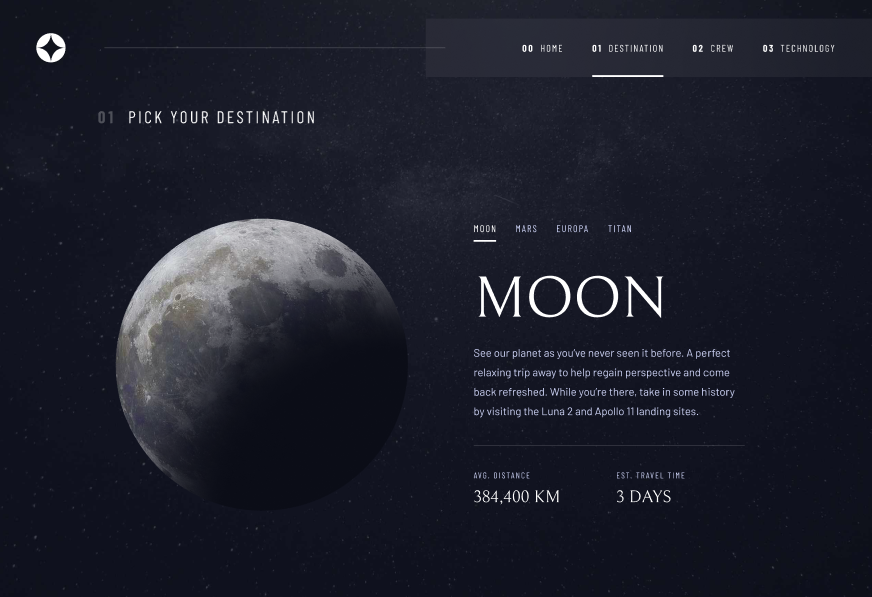 00 HOME
01 DESTINATION
02 CREW
03 TECHNOLOGY
01 PICK YOUR DESTINATION
MOON
MARS
EUROPA
TITAN
MOON
See our planet as you've never seen it before. A perfect
relaxing trip away to help regain perspective and come
back refreshed. While you're there, take in some history
by visiting the Luna 2 and Apollo 11 landing sites.
AVG. DISTANCE
384,400 KM
EST. TRAVEL TIME
3 DAYS